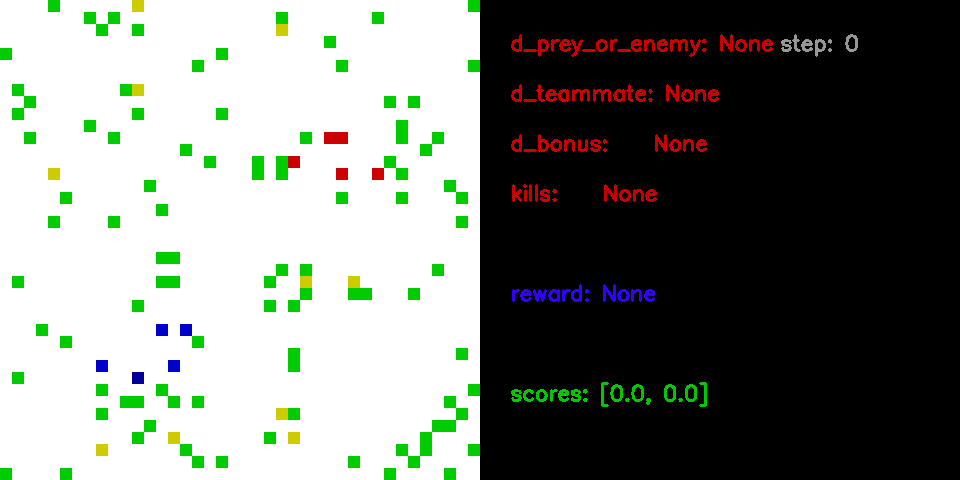 d_prey_or_enemy: None step: 0
d_teammate: None
d_bonus: None
kills: None
reward: None
scores: [0.0, 0.0]